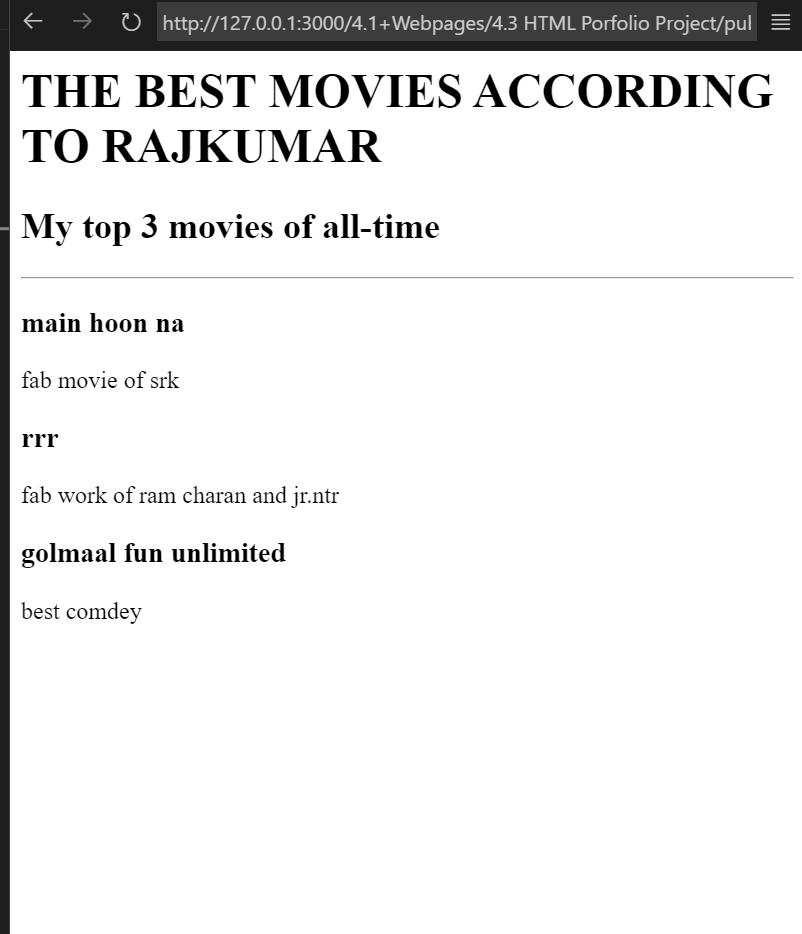 http://127.0.0.1:3000/4.1+Webpages/4.3 HTML Porfolio Project/pul
THE BEST MOVIES ACCORDING
TO RAJKUMAR
My top 3 movies of all-time
main hoon na
fab movie of srk
rrr
fab work of ram charan and jr.ntr
golmaal fun unlimited
best comdey